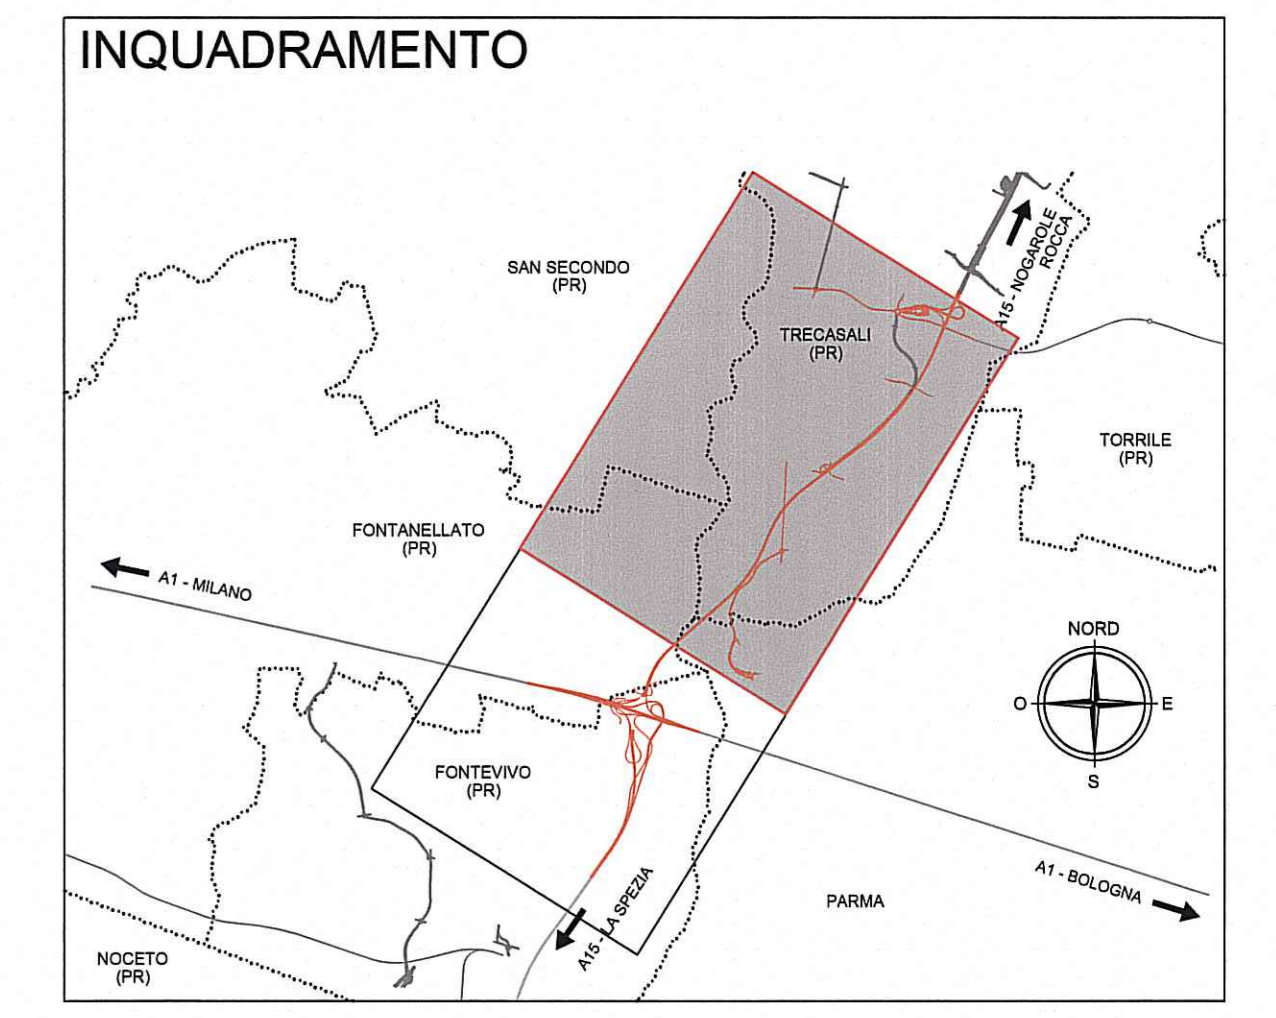 INQUADRAMENTO
SAN SECONDO
(PR)
A15 - NOGAROLE
ROCCA
TRECASALI
(PR)
TORRILE
(PR)
FONTANELLATO
(PR)
A1 - MILANO
NORD
O
E
S
FONTEVIVO
(PR)
A15 - LA SPEZIA
PARMA
A1 - BOLOGNA
NOCETO
(PR)